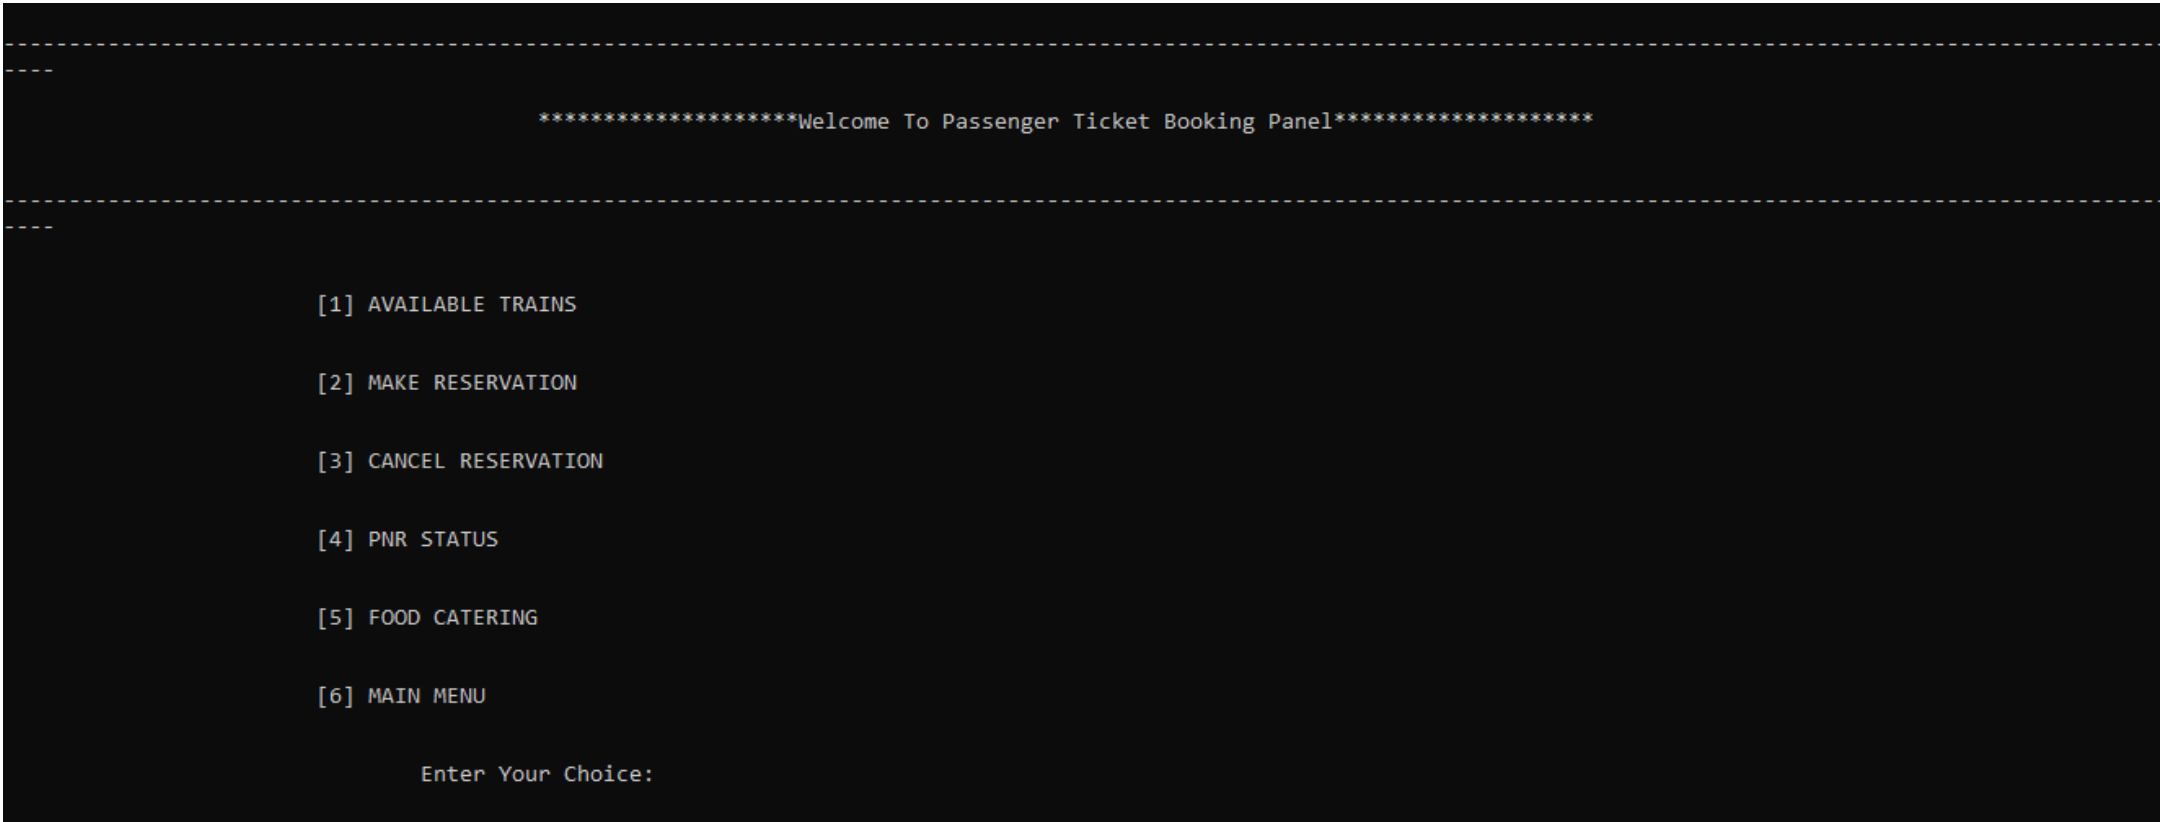 ---------------------------------------------------------------------------------------------------------------------------------------------------------------------
----
********************Welcome To Passenger Ticket Booking Panel********************
---------------------------------------------------------------------------------------------------------------------------------------------------------------------
----
[1] AVAILABLE TRAINS
[2] MAKE RESERVATION
[3] CANCEL RESERVATION
[4] PNR STATUS
[5] FOOD CATERING
[6] MAIN MENU
Enter Your Choice: